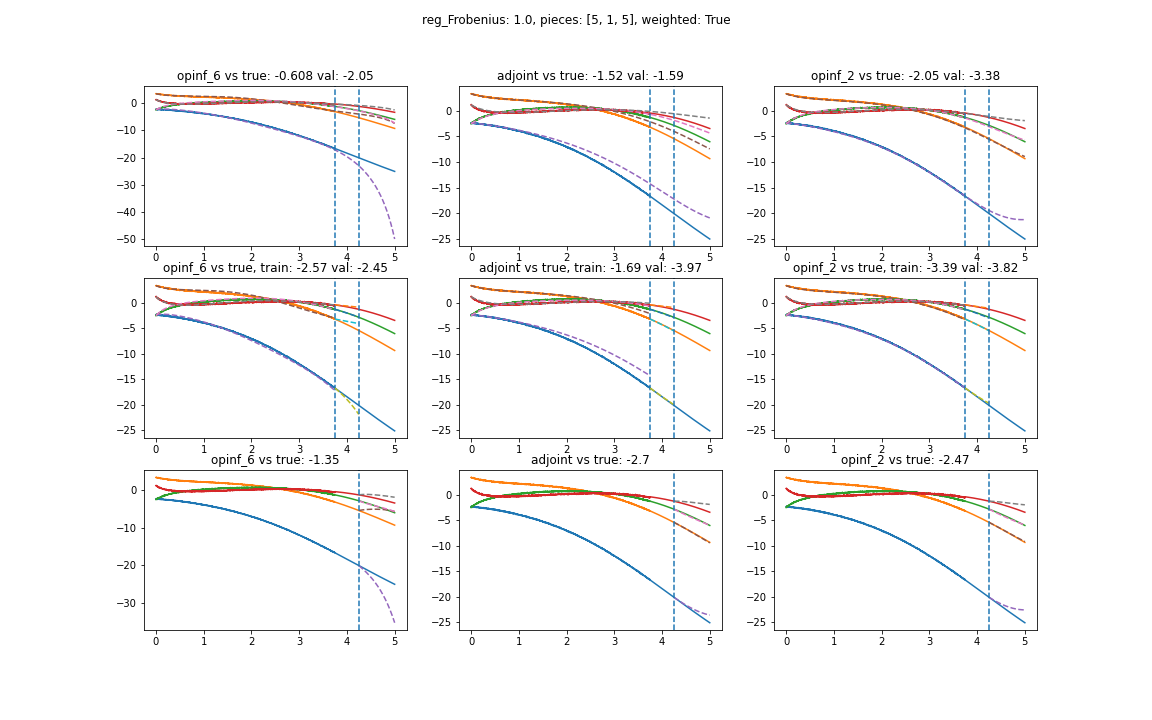 reg_Frobenius: 1.0, pieces: [5, 1, 5], weighted: True
opinf_6 vs true: -0.608 val: -2.05
adjoint vs true: -1.52 val: -1.59
opinf_2 vs true: -2.05 val: -3.38
0
−10
−20
−30
−40
−50
0 1 2 3 4 5
0
−5
−10
−15
−20
−25
0 1 2 3 4 5
0
−5
−10
−15
−20
−25
0 1 2 3 4 5
opinf_6 vs true, train: -2.57 val: -2.45
adjoint vs true, train: -1.69 val: -3.97
opinf_2 vs true, train: -3.39 val: -3.82
0
−5
−10
−15
−20
−25
0 1 2 3 4 5
0
−5
−10
−15
−20
−25
0 1 2 3 4 5
0
−5
−10
−15
−20
−25
0 1 2 3 4 5
opinf_6 vs true: -1.35
adjoint vs true: -2.7
opinf_2 vs true: -2.47
0
−10
−20
−30
0 1 2 3 4 5
0
−5
−10
−15
−20
−25
0 1 2 3 4 5
0
−5
−10
−15
−20
−25
0 1 2 3 4 5